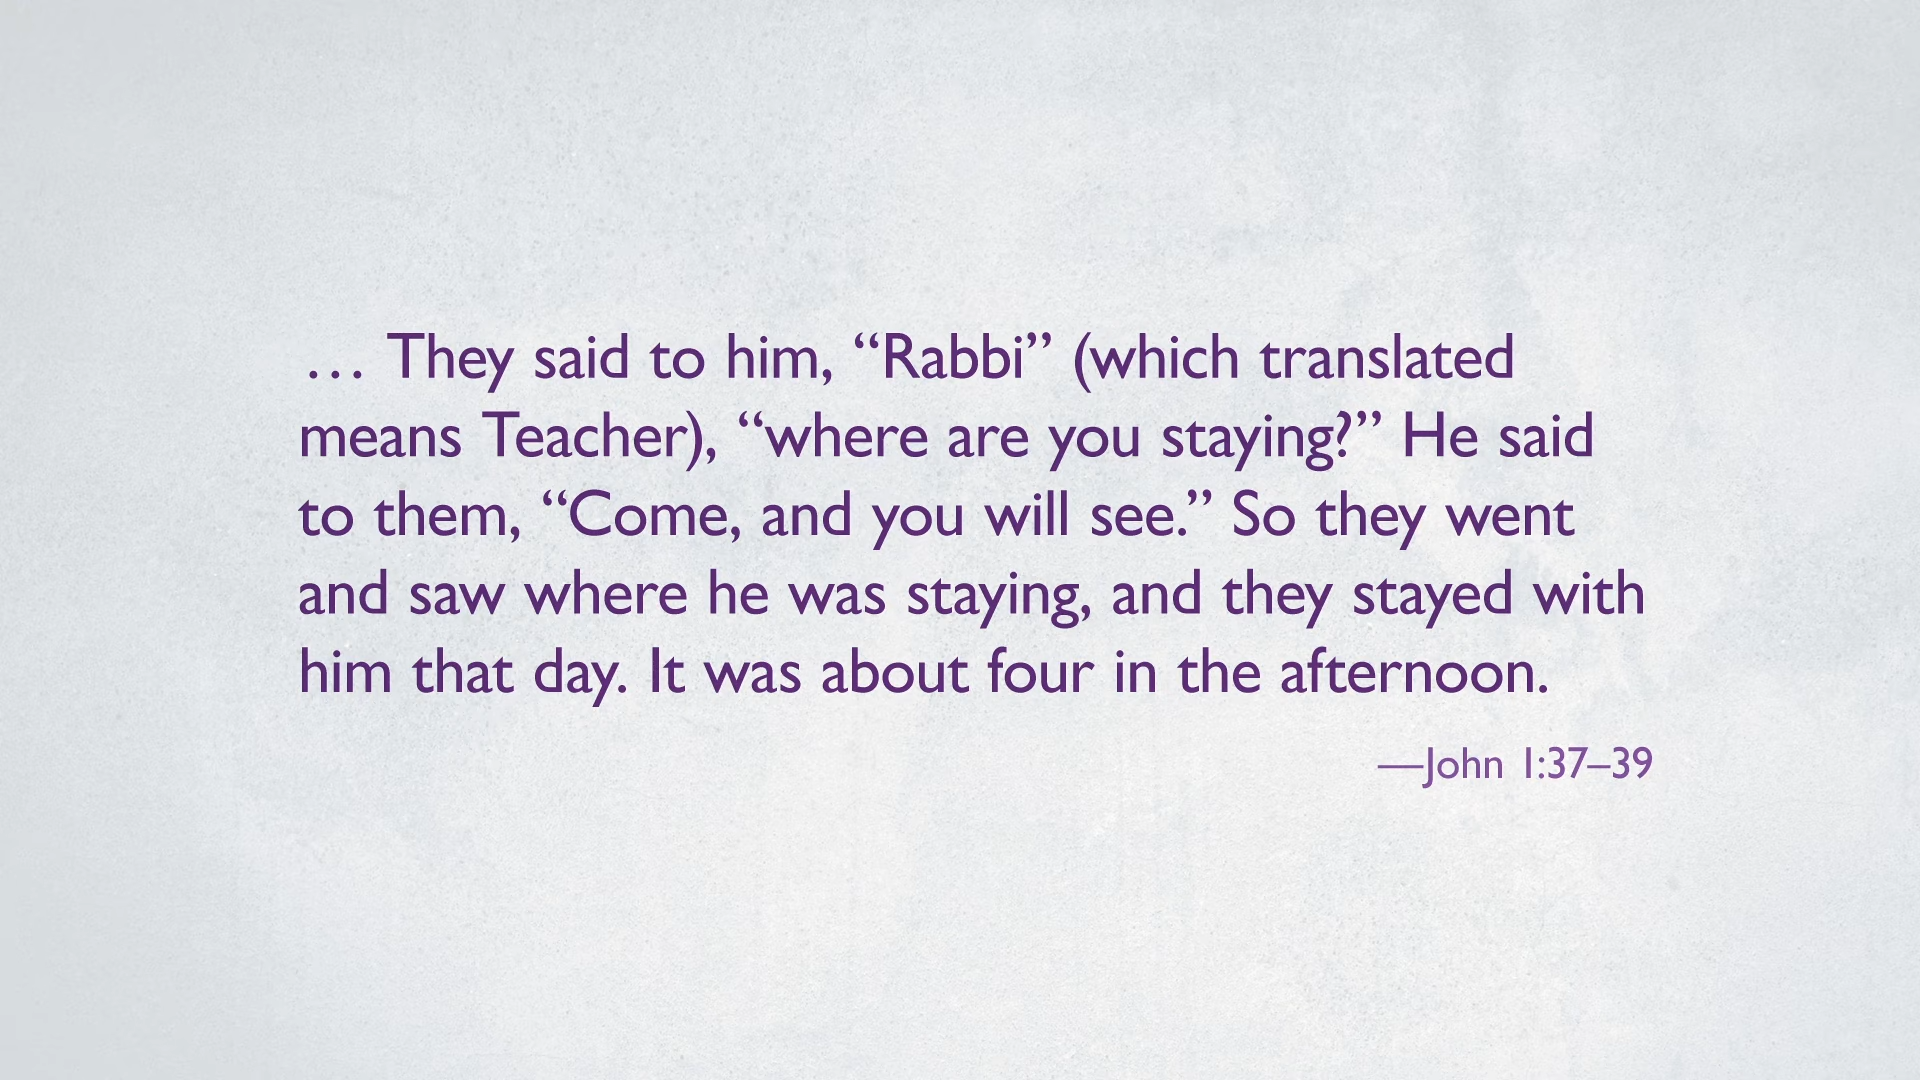 … They said to him, “Rabbi” (which translated
means Teacher), “where are you staying?” He said
to them, “Come, and you will see.” So they went
and saw where he was staying, and they stayed with
him that day. It was about four in the afternoon.
—John 1:37–39